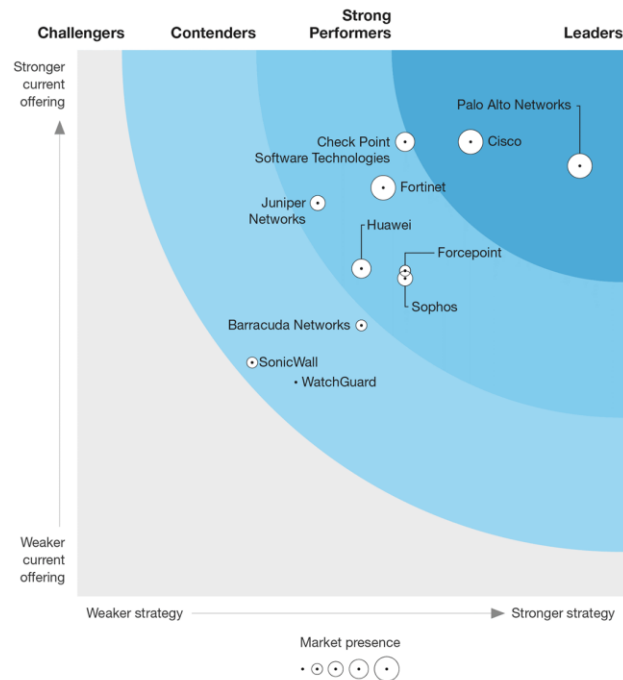 Challengers
Contenders
Strong
Performers
Leaders
Stronger
current
offering
Palo Alto Networks
Check Point
Software Technologies
Cisco
Fortinet
Juniper
Networks
Huawei
Forcepoint
Sophos
Barracuda Networks
SonicWall
WatchGuard
Weaker
current
offering
Weaker strategy
Stronger strategy
Market presence